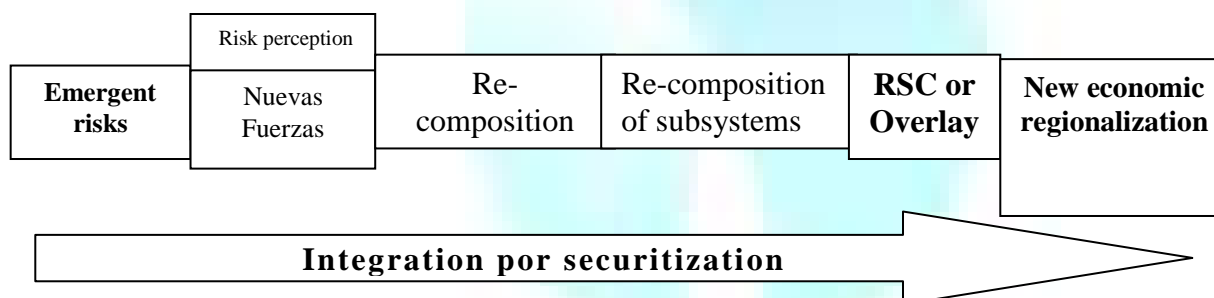 Emergent
risks
Risk perception
Nuevas
Fuerzas
Re-
composition
Re-composition
of subsystems
RSC or
Overlay
New economic
regionalization
Integration por securitization